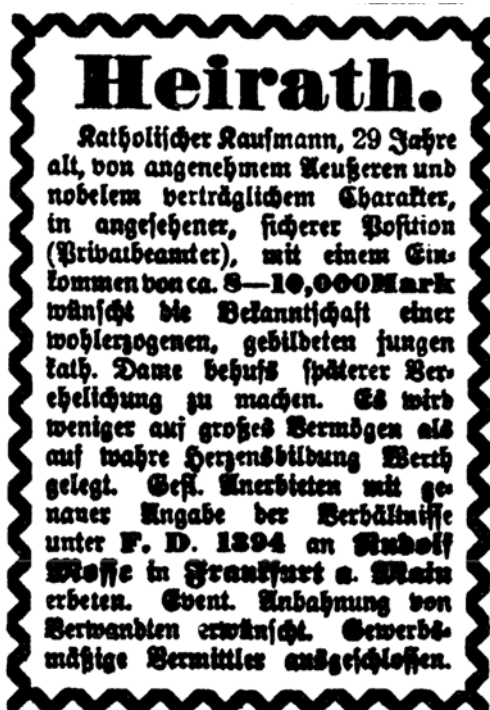 Heirath.
Katholischer Kaufmann, 29 Jahre
alt, von angenehmem Aeußeren und
nobelem verträglichem Charakter,
in angesehener, sicherer Position
(Privatbeamter), mit einem Ein-
kommen von ca. 8—10,000 Mark
wünscht die Bekanntschaft einer
wohlerzogenen, gebildeten jungen
kath. Dame behufs späterer Ver-
ehelichung zu machen. Es wird
weniger auf großes Vermögen als
auf wahre Herzensbildung Werth
gelegt. Gefl. Anerbieten mit ge-
nauer Angabe der Verhältnisse
unter F. D. 1394 an Rudolf
Mosse in Frankfurt a. Main
erbeten. Event. Anbahnung von
Verwandten erwünscht. Gewerbs-
mäßige Vermittler ausgeschlossen.